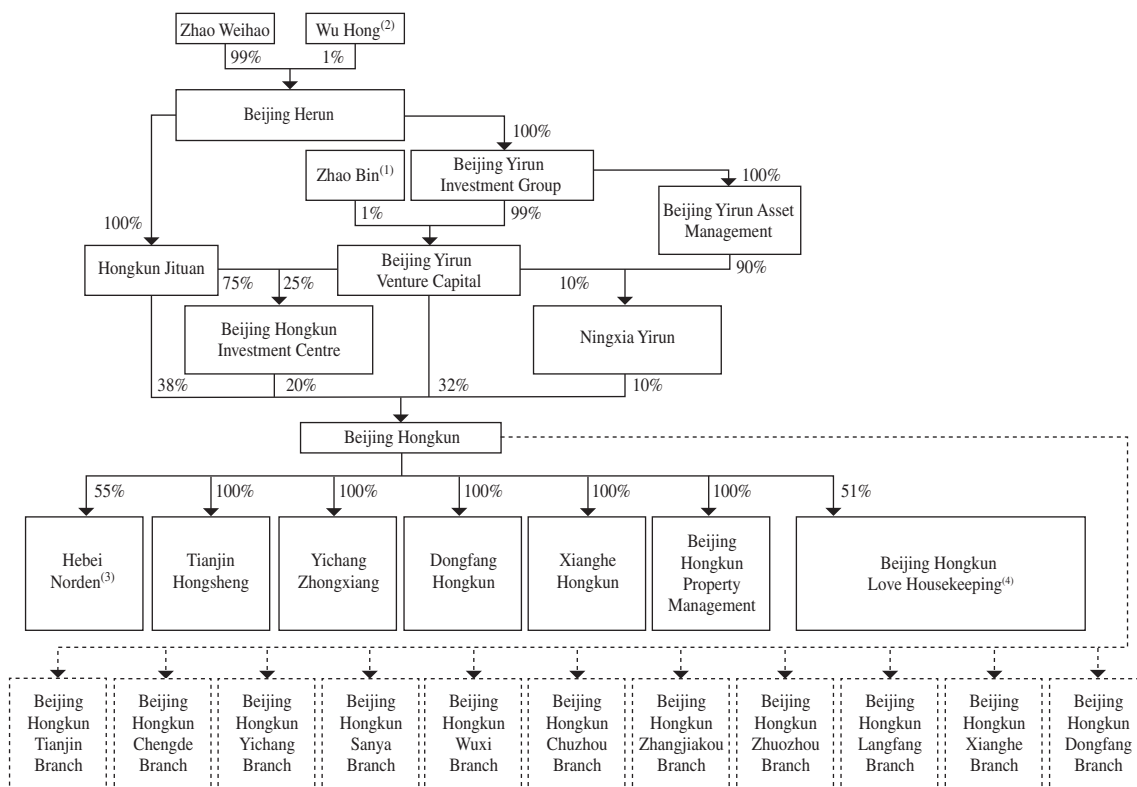 Zhao Weihao
Wu Hong(2)
99%
1%
Beijing Herun
100%
Zhao Bin(1)
Beijing Yirun
Investment Group
100%
Beijing Yirun Asset
Management
100%
1%
99%
Hongkun Jituan
Beijing Yirun
Venture Capital
75%
25%
10%
90%
Beijing Hongkun
Investment Centre
Ningxia Yirun
38%
20%
32%
10%
Beijing Hongkun
55%
100%
100%
100%
100%
100%
51%
Hebei
Norden(3)
Tianjin
Hongsheng
Yichang
Zhongxiang
Dongfang
Hongkun
Xianghe
Hongkun
Beijing
Hongkun
Property
Management
Beijing Hongkun
Love Housekeeping(4)
Beijing
Hongkun
Tianjin
Branch
Beijing
Hongkun
Chengde
Branch
Beijing
Hongkun
Yichang
Branch
Beijing
Hongkun
Sanya
Branch
Beijing
Hongkun
Wuxi
Branch
Beijing
Hongkun
Chuzhou
Branch
Beijing
Hongkun
Zhangjiakou
Branch
Beijing
Hongkun
Zhuozhou
Branch
Beijing
Hongkun
Langfang
Branch
Beijing
Hongkun
Xianghe
Branch
Beijing
Hongkun
Dongfang
Branch